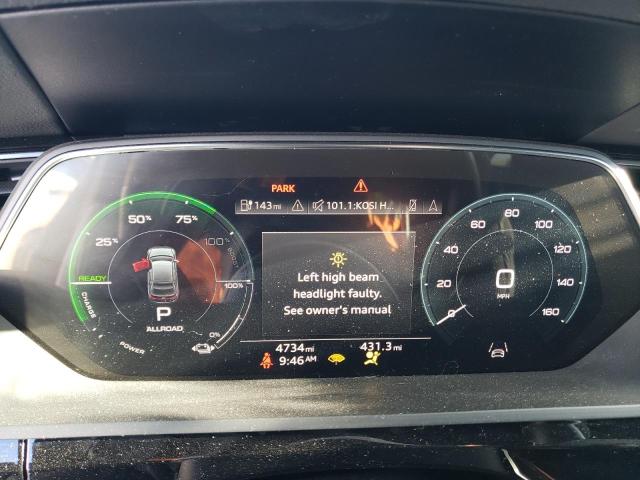 PARK
143 mi 101.1:KOSI H...
50% 75%
25% 100%
BOOST
READY
CHARGE
100%
P
ALLROAD
0%
POWER
Left high beam
headlight faulty.
See owner's manual
80
60 100
40 120
20 0 140
MPH
0 160
4734 mi 431.3 mi
9:46 AM